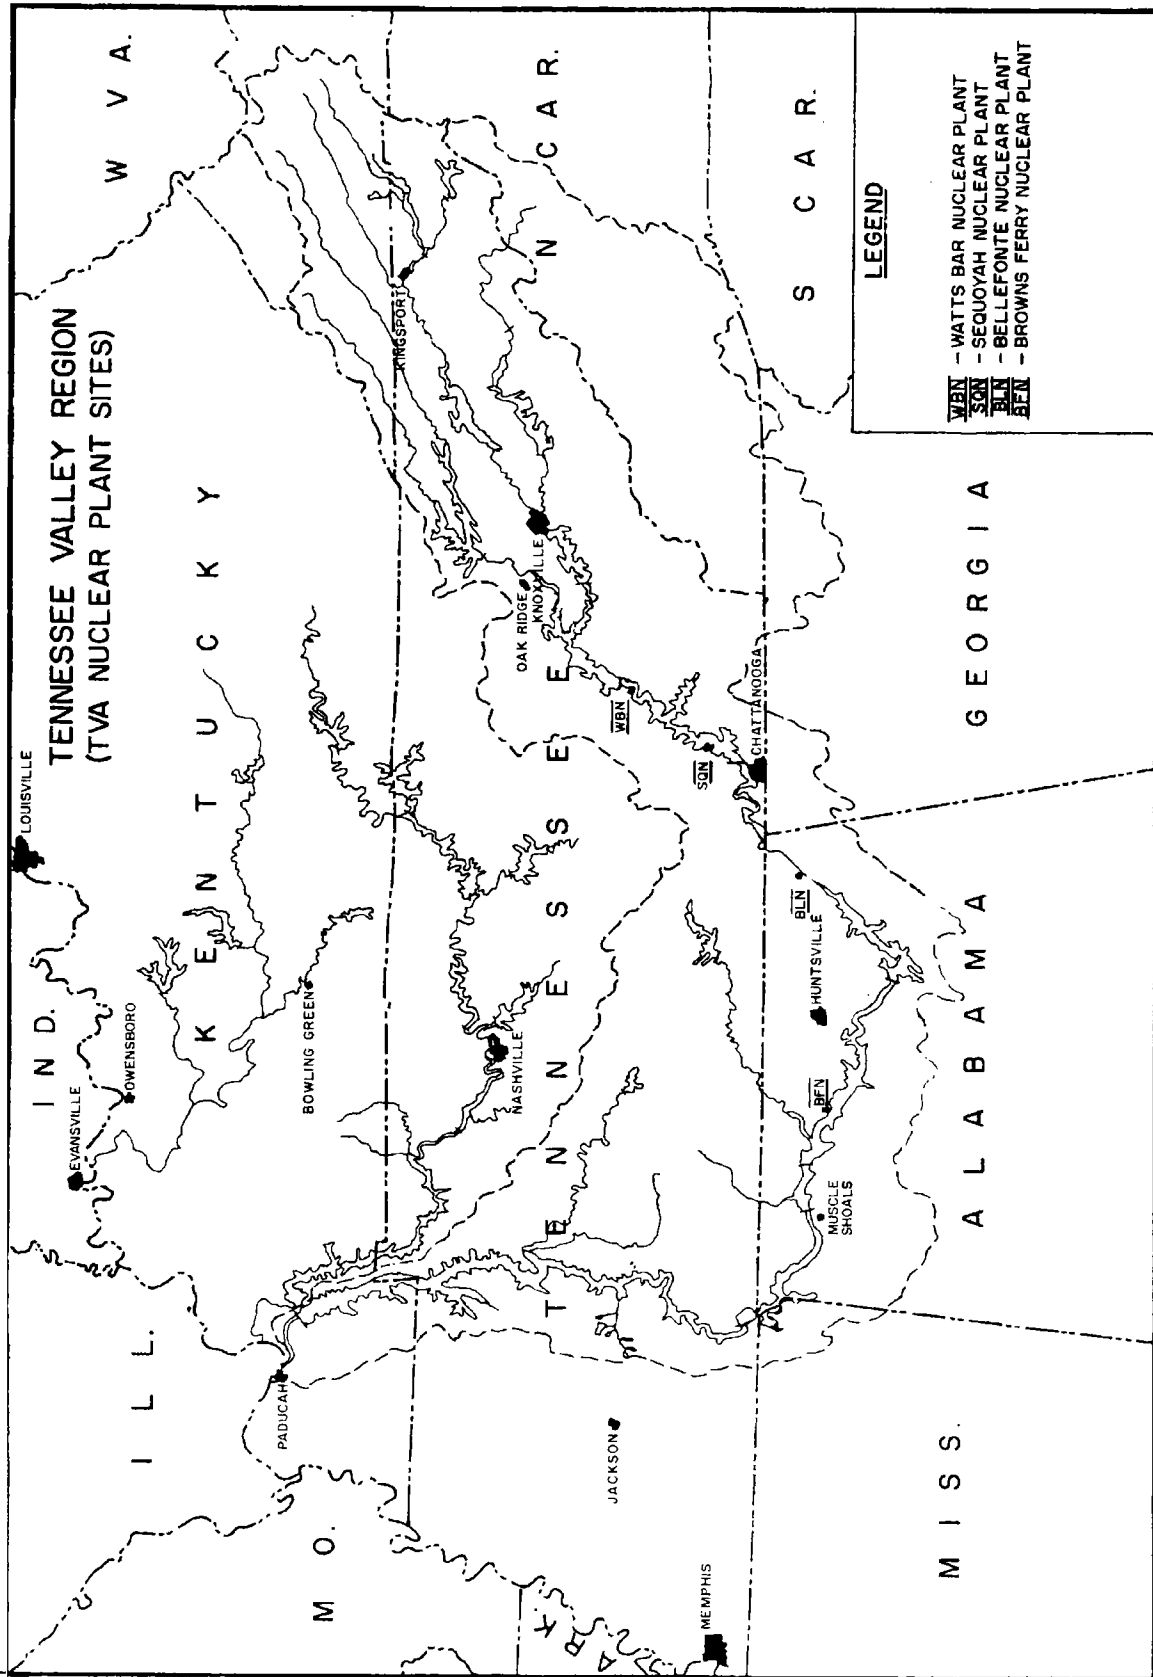 TENNESSEE VALLEY REGION
(TVA NUCLEAR PLANT SITES)
LOUISVILLE
IND.
ILL.
W VA.
EVANSVILLE
OWENSBORO
KENTUCKY
BOWLING GREEN
PADUCAH
MO.
KINGSPORT
N CAR.
NASHVILLE
OAK RIDGE
KNOXVILLE
TENNESSEE
JACKSON
ARK.
MEMPHIS
WBN
SQN
CHATTANOOGA
S CAR.
BLN
HUNTSVILLE
BFN
MUSCLE
SHOALS
MISS.
ALABAMA
GEORGIA
LEGEND
WBN – WATTS BAR NUCLEAR PLANT
SQN – SEQUOYAH NUCLEAR PLANT
BLN – BELLEFONTE NUCLEAR PLANT
BFN – BROWNS FERRY NUCLEAR PLANT